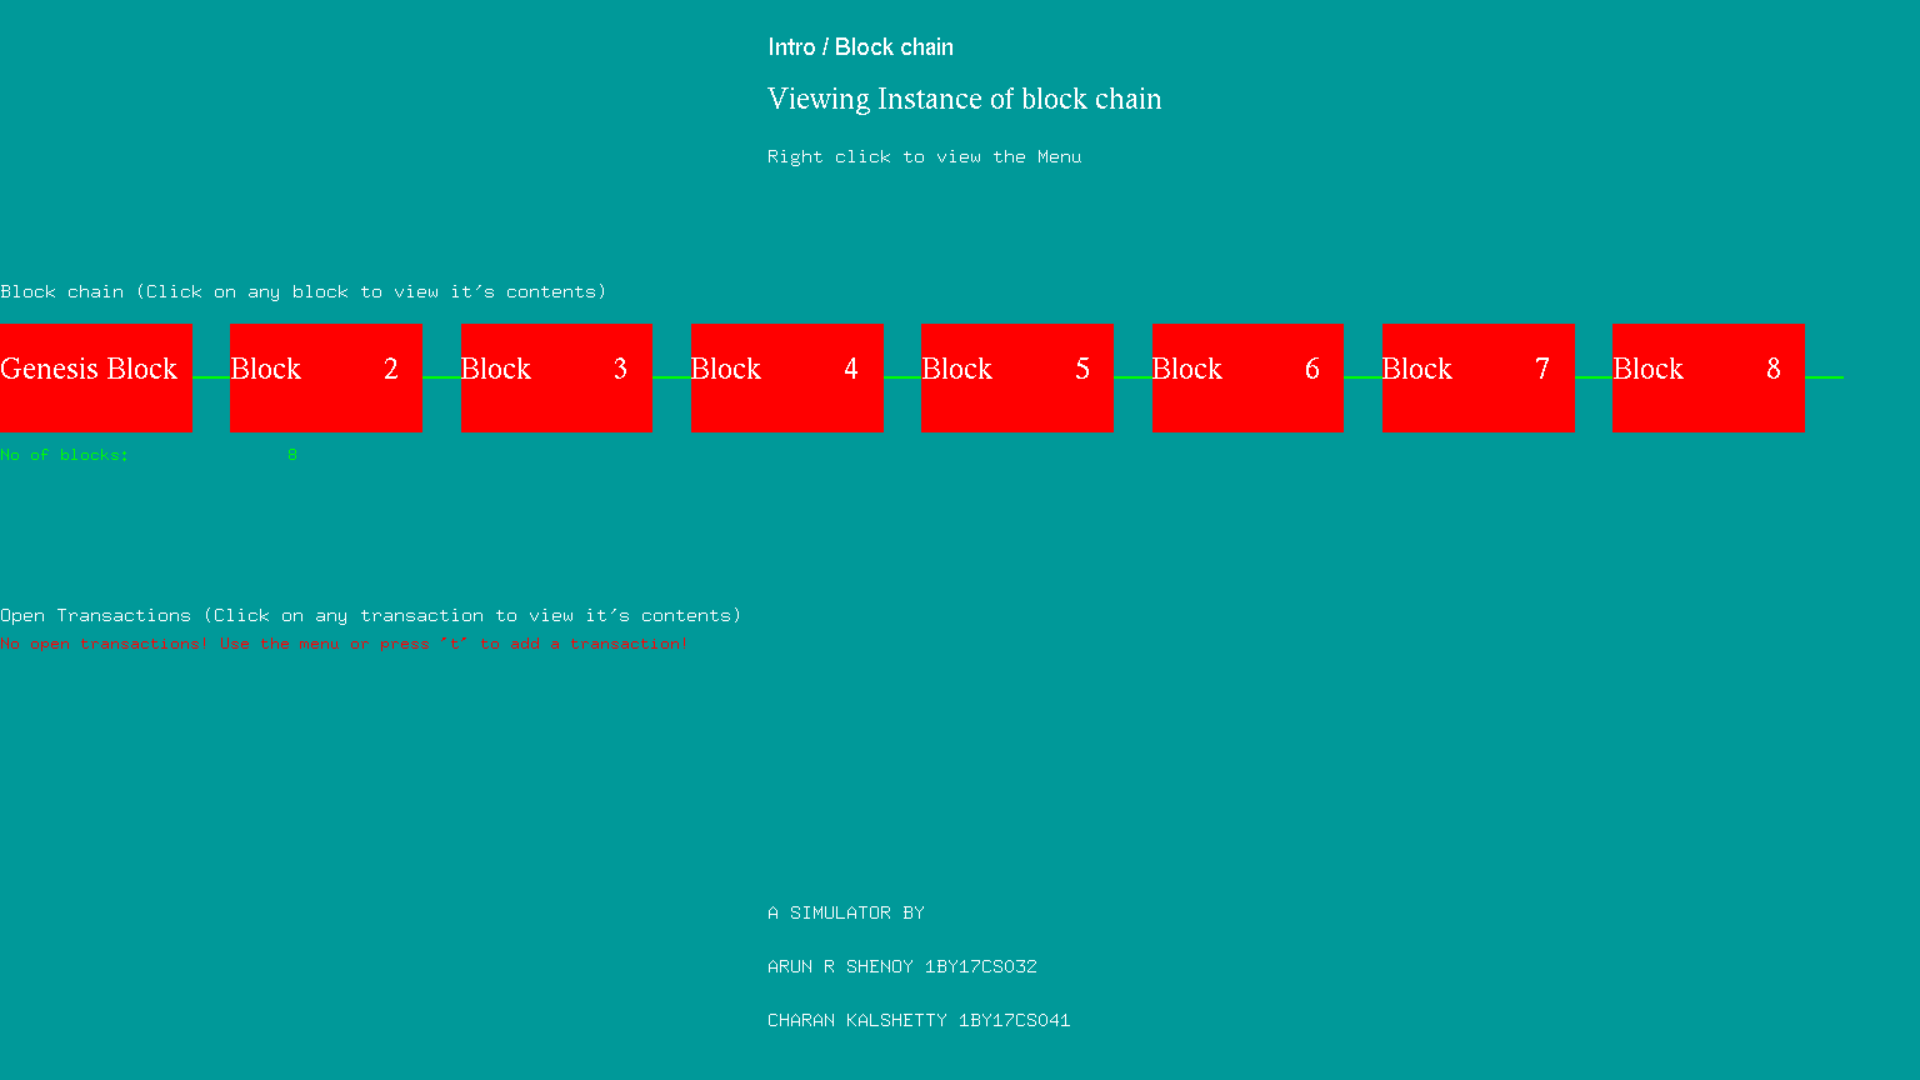 Intro / Block chain
Viewing Instance of block chain
Right click to view the Menu
Block chain (Click on any block to view it's contents)
Genesis Block Block 2 Block 3 Block 4 Block 5 Block 6 Block 7 Block 8
No of blocks: 8
Open Transactions (Click on any transaction to view it's contents)
No open transactions! Use the menu or press "t" to add a transaction!
A SIMULATOR BY
ARUN R SHENOY 1BY17CS032
CHARAN KALSHETTY 1BY17CS041